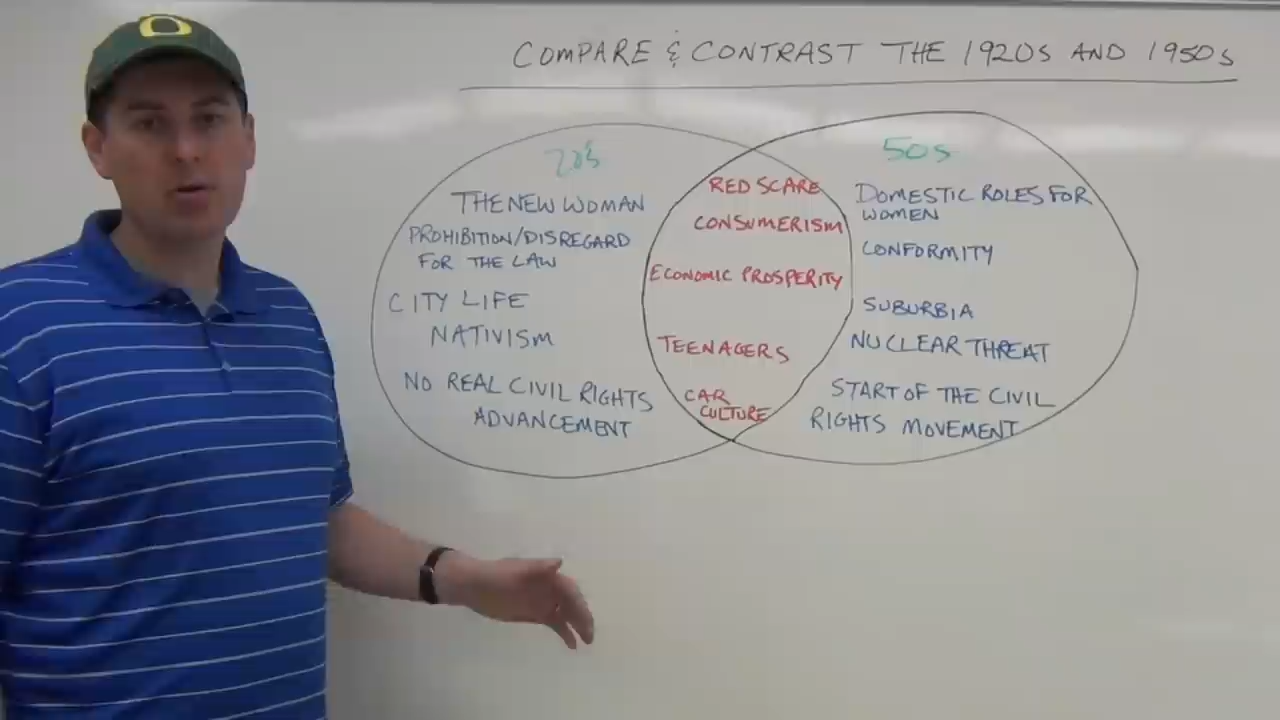 O
COMPARE & CONTRAST THE 1920s AND 1950s
20s
THE NEW WOMAN
PROHIBITION/DISREGARD
FOR THE LAW
CITY LIFE
NATIVISM
NO REAL CIVIL RIGHTS
ADVANCEMENT
RED SCARE
CONSUMERISM
ECONOMIC PROSPERITY
TEENAGERS
CAR
CULTURE
50s
DOMESTIC ROLES FOR
WOMEN
CONFORMITY
SUBURBIA
NUCLEAR THREAT
START OF THE CIVIL
RIGHTS MOVEMENT